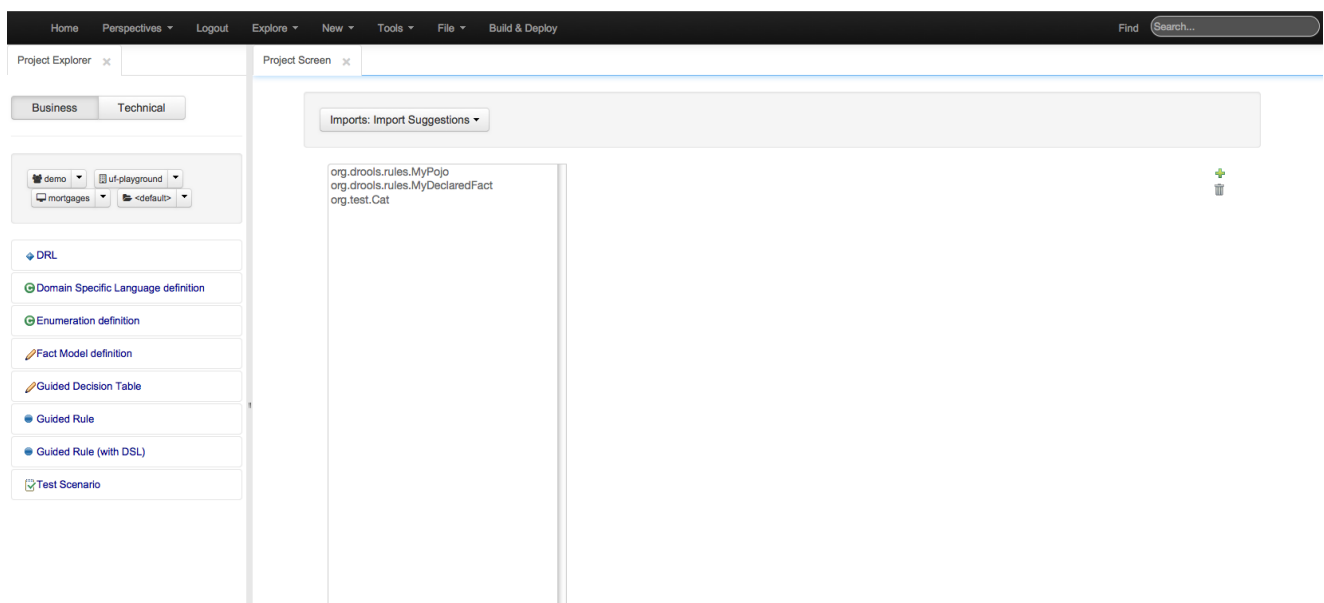 Home Perspectives Logout Explore New Tools File Build & Deploy Find Search...
Project Explorer Project Screen
Business Technical
Imports: Import Suggestions
demo uf-playground
mortgages <default>
org.drools.rules.MyPojo
org.drools.rules.MyDeclaredFact
org.test.Cat
DRL
Domain Specific Language definition
Enumeration definition
Fact Model definition
Guided Decision Table
Guided Rule
Guided Rule (with DSL)
Test Scenario